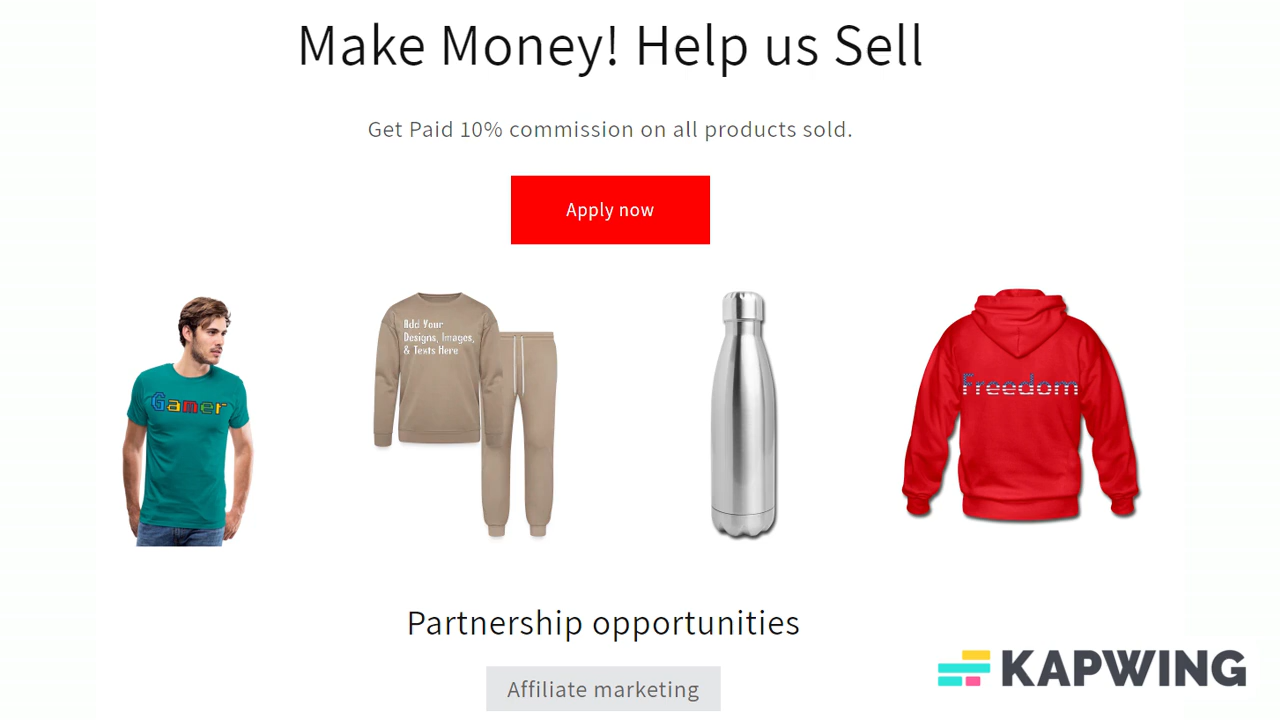 Make Money! Help us Sell
Get Paid 10% commission on all products sold.
Apply now
Gamer
Add Your
Designs, Images,
& Texts Here
Freedom
Partnership opportunities
Affiliate marketing
KAPWING